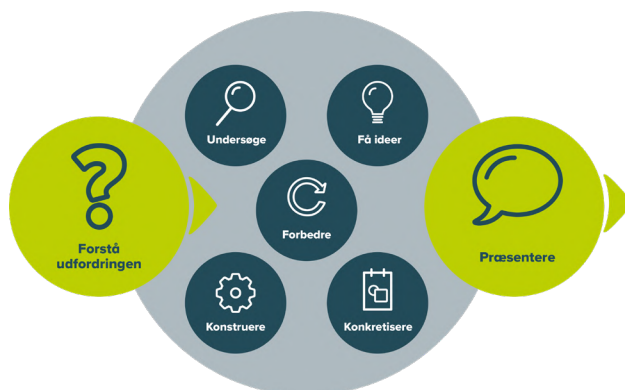 Undersøge
Få ideer
Forstå
udfordringen
Forbedre
Præsentere
Konstruere
Konkretisere